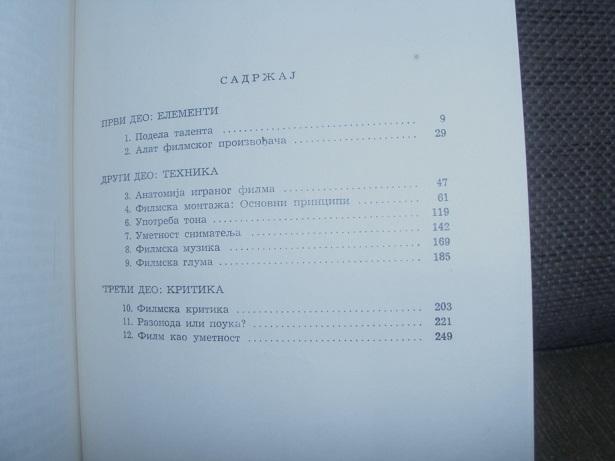 САДРЖАЈ
ПРВИ ДЕО: ЕЛЕМЕНТИ
1. Подела талента 9
2. Алат филмског произвођача 29
ДРУГИ ДЕО: ТЕХНИКА
3. Анатомија играног филма 47
4. Филмска монтажа: Основни принципи 61
6. Употреба тона 119
7. Уметност сниматеља 142
8. Филмска музика 169
9. Филмска глума 185
ТРЕЋИ ДЕО: КРИТИКА
10. Филмска критика 203
11. Разонода или поука? 221
12. Филм као уметност 249